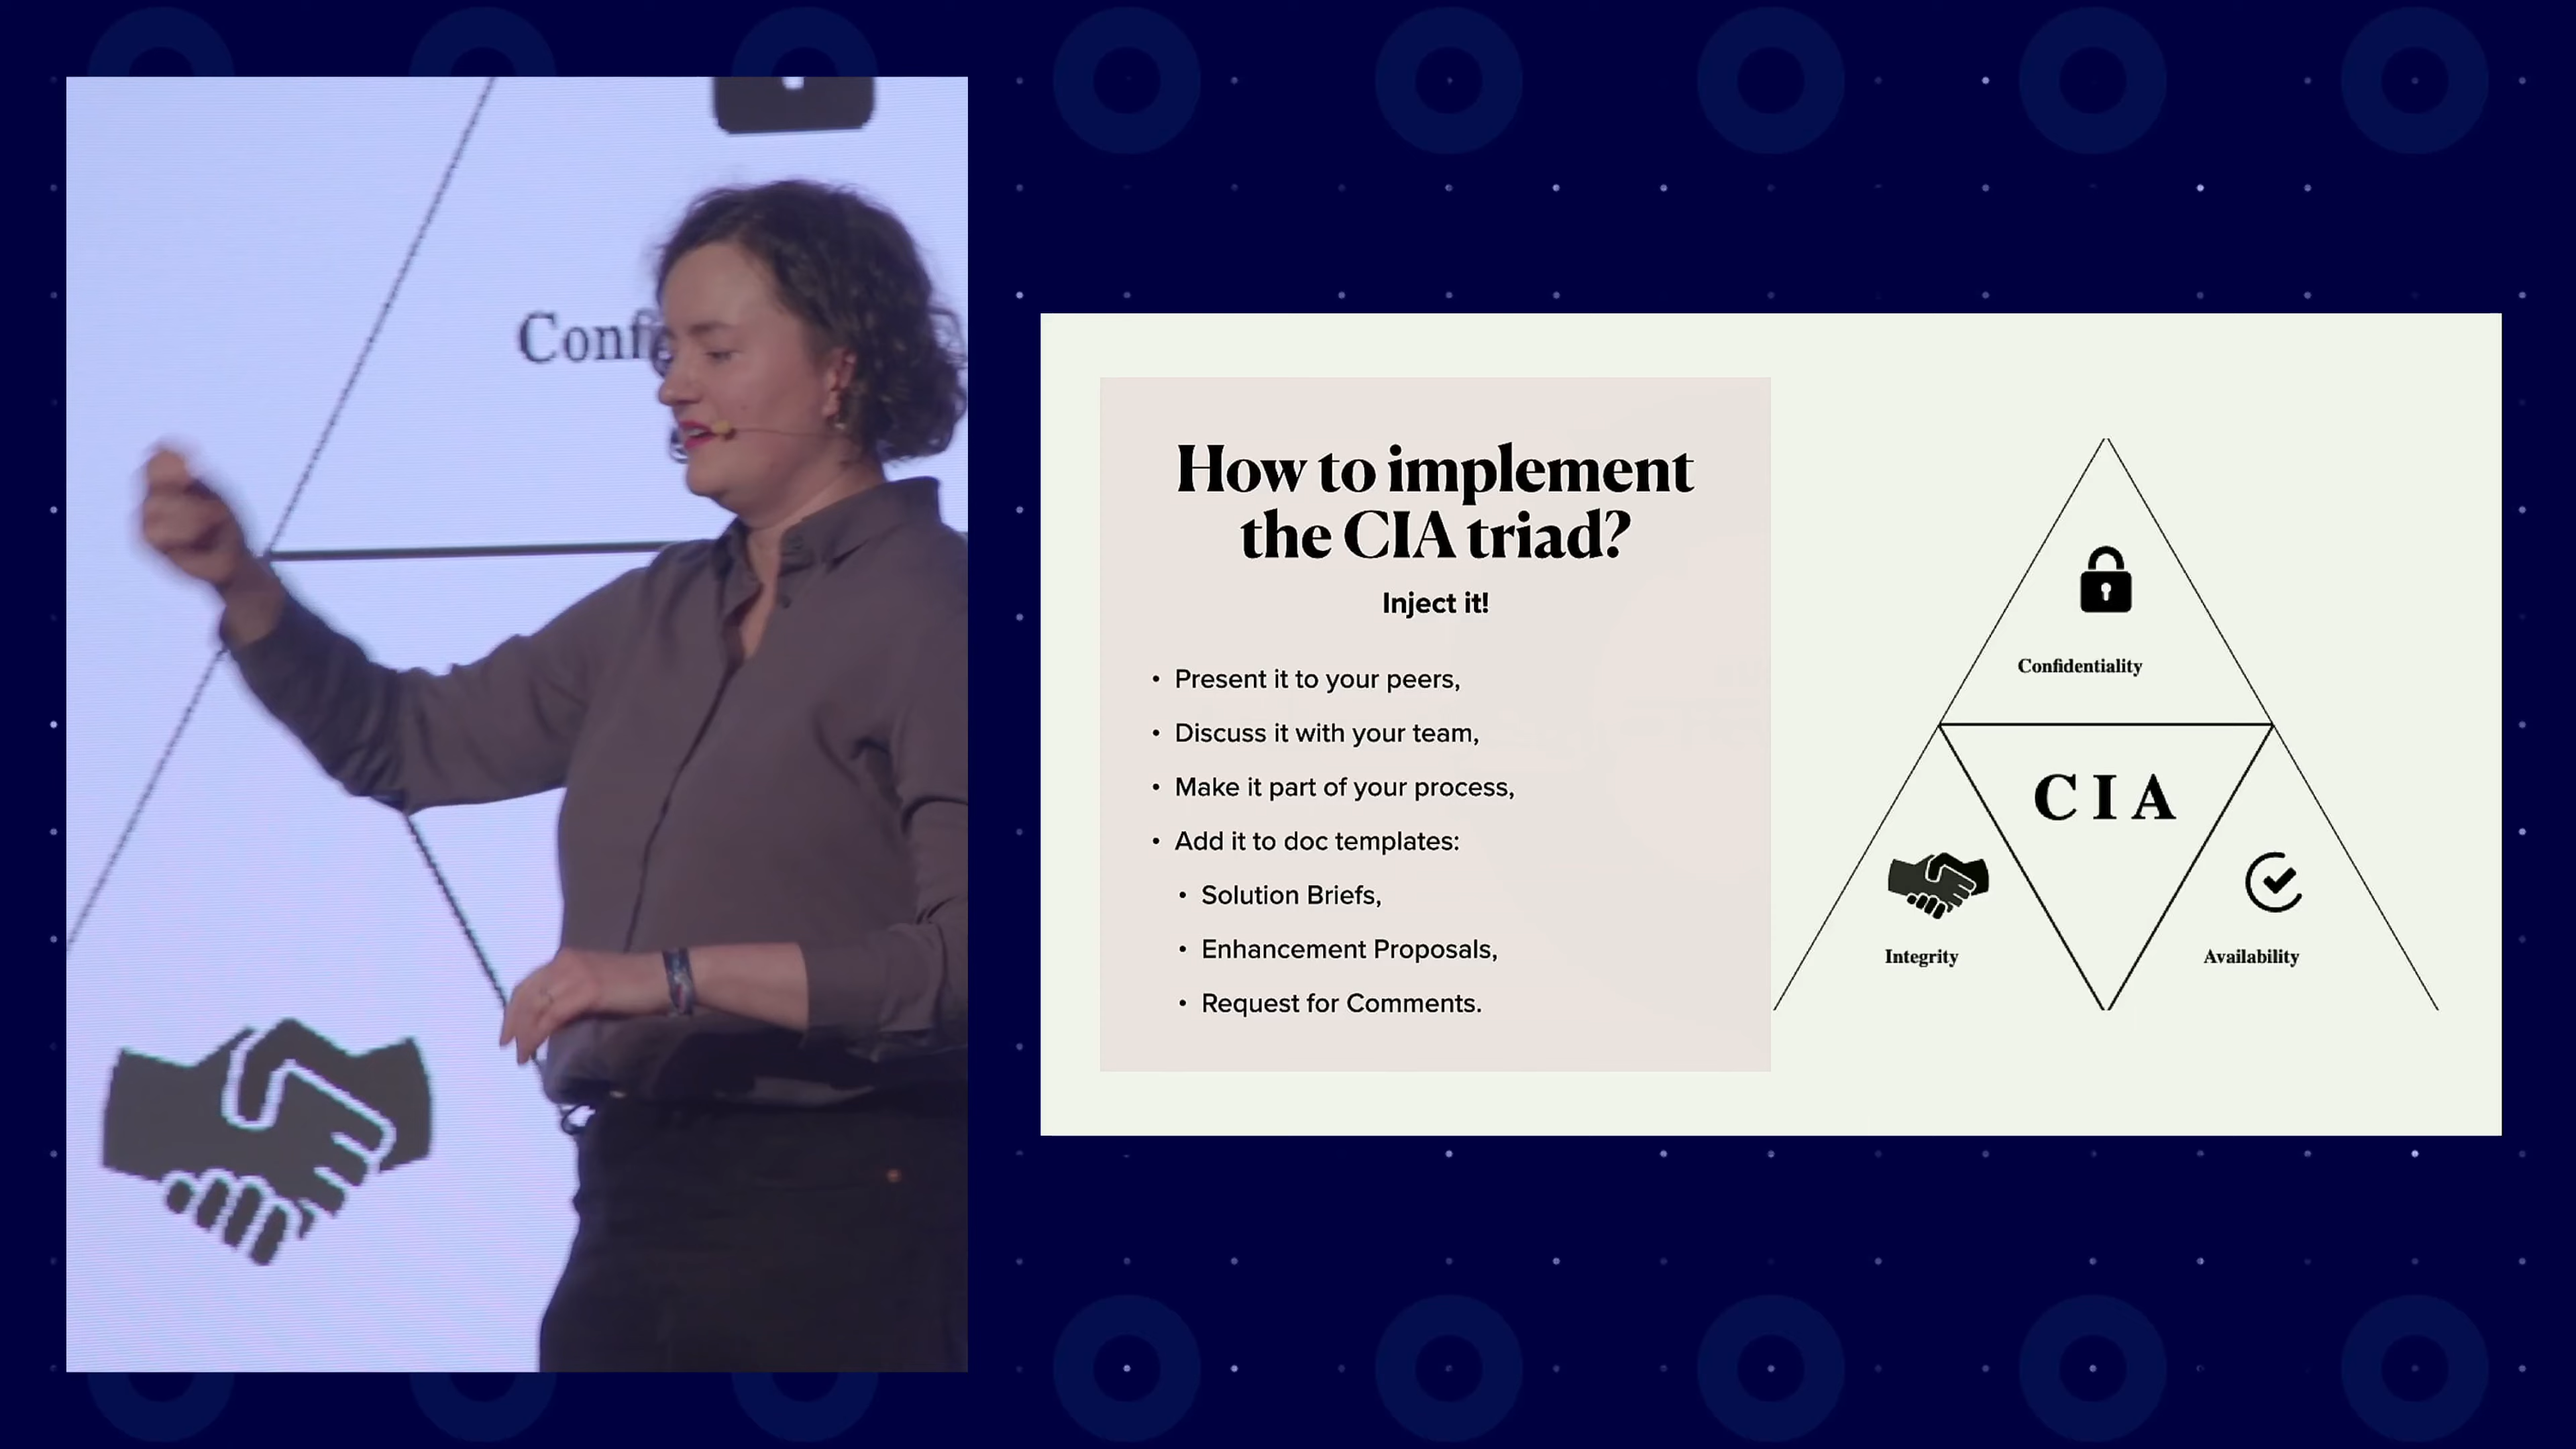 How to implement
the CIA triad?
Inject it!
• Present it to your peers,
• Discuss it with your team,
• Make it part of your process,
• Add it to doc templates:
• Solution Briefs,
• Enhancement Proposals,
• Request for Comments.
Confidentiality
C I A
Integrity
Availability